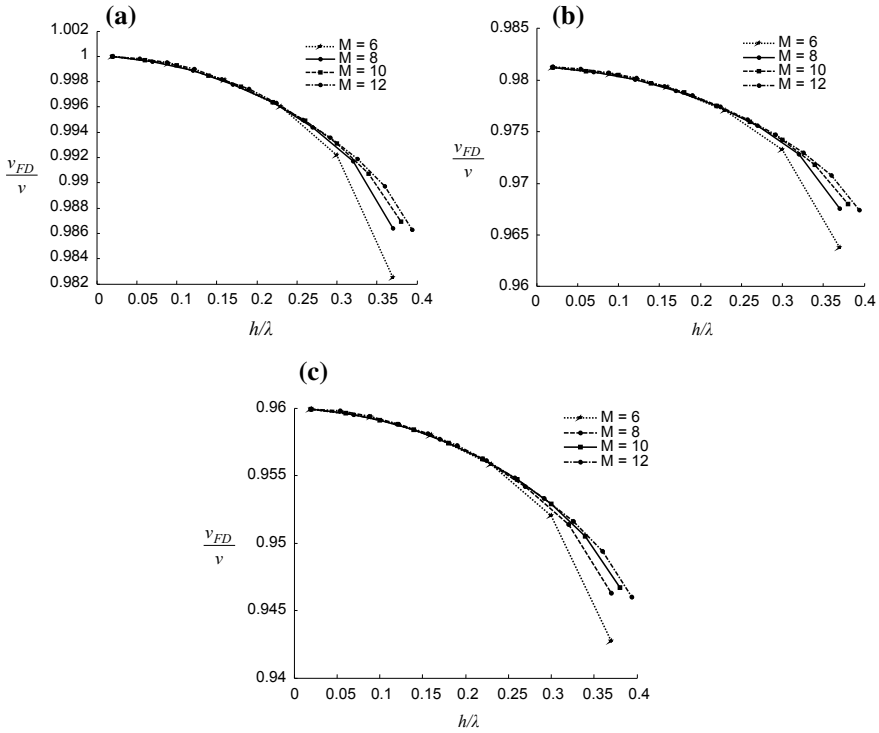 (a)
1.002
1
0.998
0.996
0.994
0.992
0.99
0.988
0.986
0.984
0.982
v_FD
v
0
0.05
0.1
0.15
0.2
0.25
0.3
0.35
0.4
h/λ
M = 6
M = 8
M = 10
M = 12
(b)
0.985
0.98
0.975
0.97
0.965
0.96
v_FD
v
0
0.05
0.1
0.15
0.2
0.25
0.3
0.35
0.4
h/λ
M = 6
M = 8
M = 10
M = 12
(c)
0.96
0.955
0.95
0.945
0.94
v_FD
v
0
0.05
0.1
0.15
0.2
0.25
0.3
0.35
0.4
h/λ
M = 6
M = 8
M = 10
M = 12